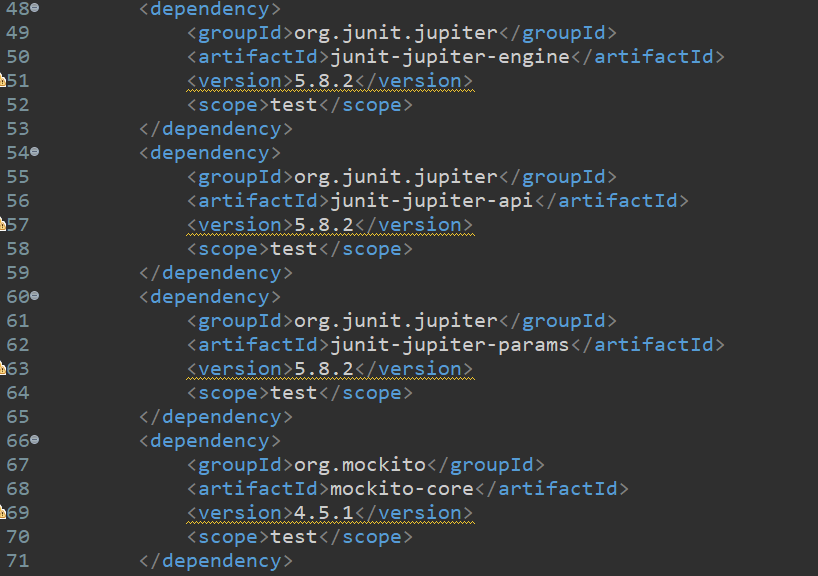 48 <dependency>
49 <groupId>org.junit.jupiter</groupId>
50 <artifactId>junit-jupiter-engine</artifactId>
51 <version>5.8.2</version>
52 <scope>test</scope>
53 </dependency>
54 <dependency>
55 <groupId>org.junit.jupiter</groupId>
56 <artifactId>junit-jupiter-api</artifactId>
57 <version>5.8.2</version>
58 <scope>test</scope>
59 </dependency>
60 <dependency>
61 <groupId>org.junit.jupiter</groupId>
62 <artifactId>junit-jupiter-params</artifactId>
63 <version>5.8.2</version>
64 <scope>test</scope>
65 </dependency>
66 <dependency>
67 <groupId>org.mockito</groupId>
68 <artifactId>mockito-core</artifactId>
69 <version>4.5.1</version>
70 <scope>test</scope>
71 </dependency>